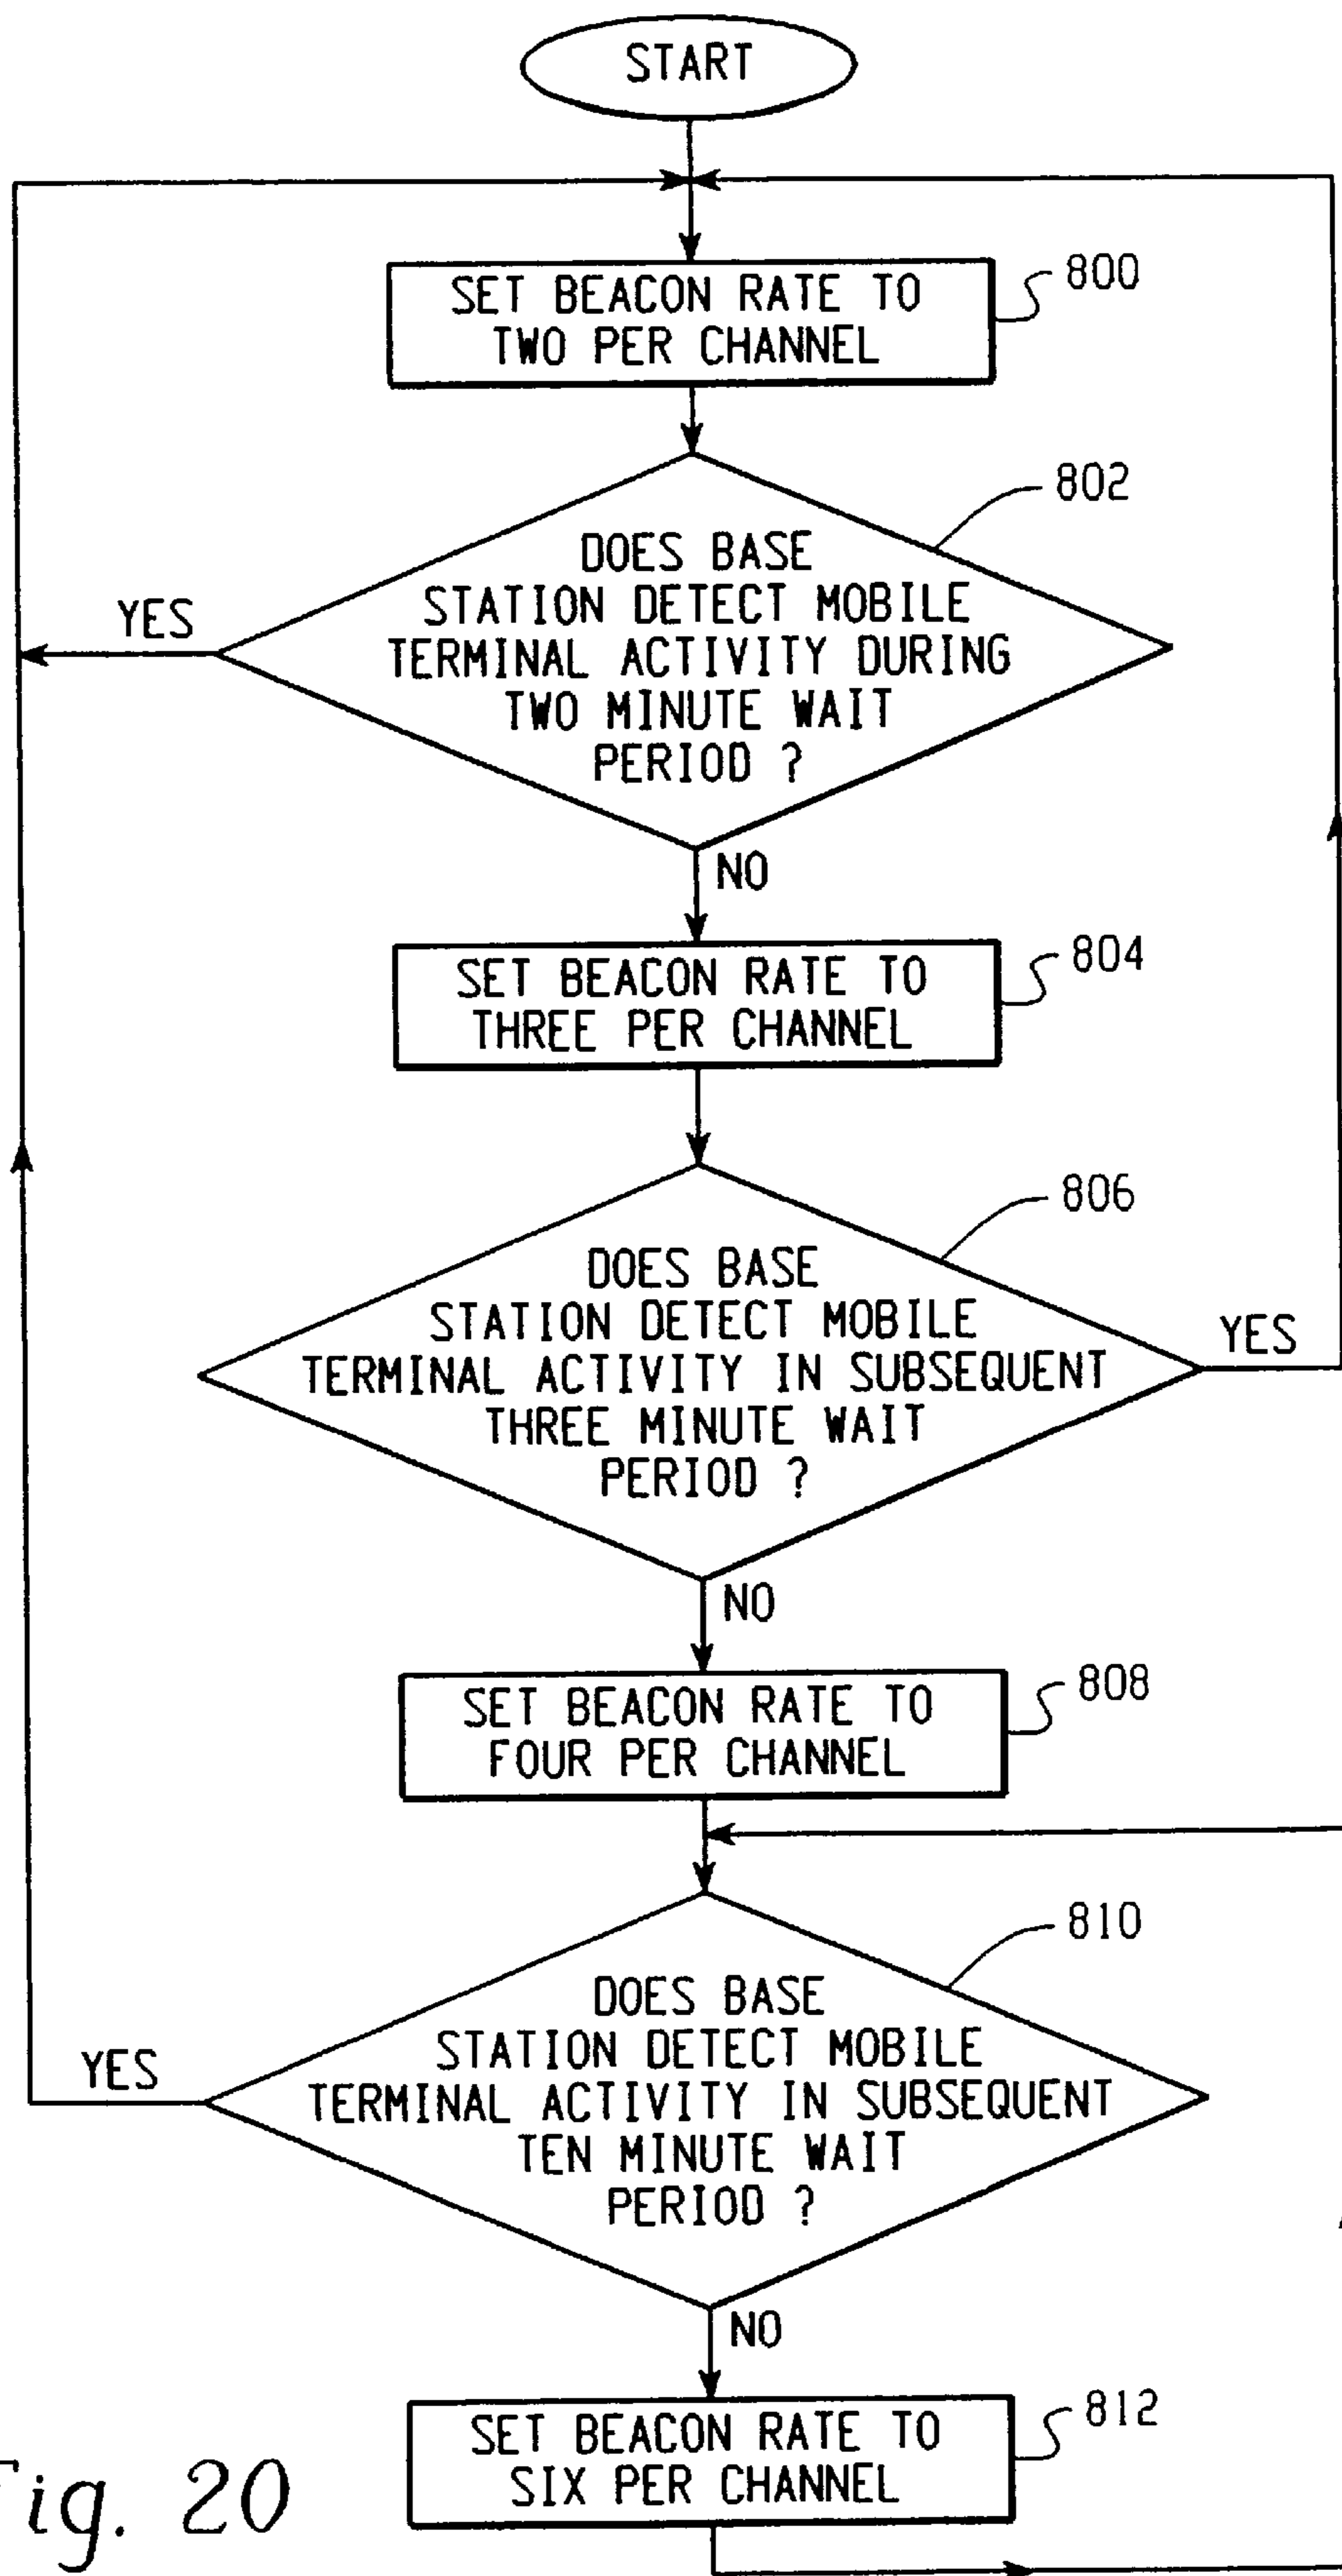 START
SET BEACON RATE TO
TWO PER CHANNEL
800
DOES BASE
STATION DETECT MOBILE
TERMINAL ACTIVITY DURING
TWO MINUTE WAIT
PERIOD ?
802
YES
NO
SET BEACON RATE TO
THREE PER CHANNEL
804
DOES BASE
STATION DETECT MOBILE
TERMINAL ACTIVITY IN SUBSEQUENT
THREE MINUTE WAIT
PERIOD ?
806
YES
NO
SET BEACON RATE TO
FOUR PER CHANNEL
808
DOES BASE
STATION DETECT MOBILE
TERMINAL ACTIVITY IN SUBSEQUENT
TEN MINUTE WAIT
PERIOD ?
810
YES
NO
SET BEACON RATE TO
SIX PER CHANNEL
812
Fig. 20